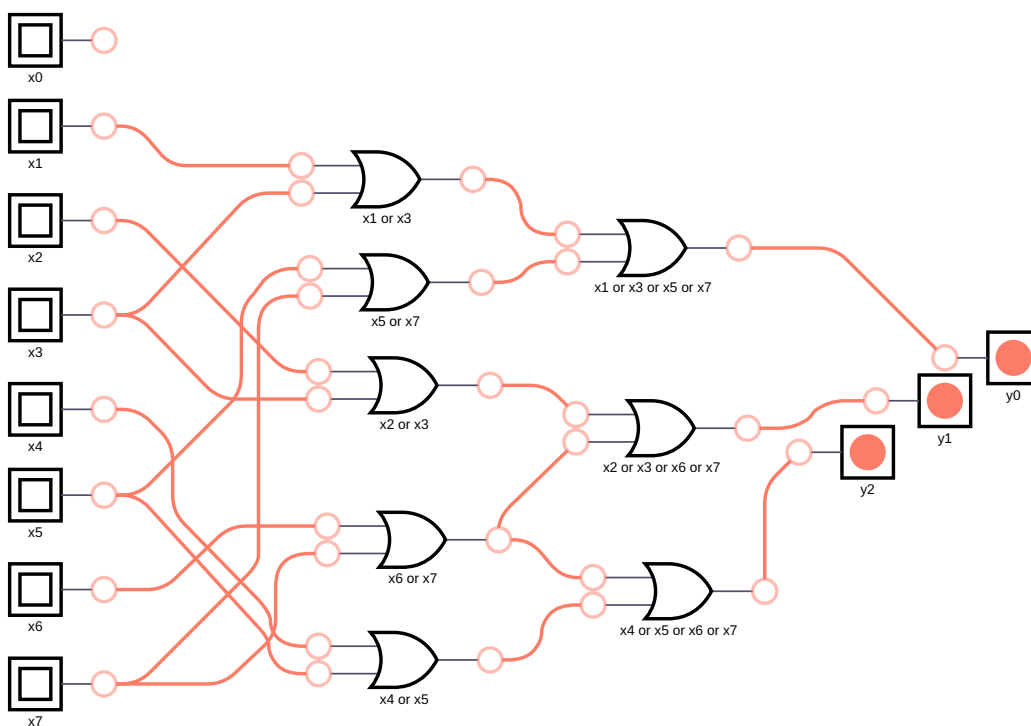 x0
x1
x2
x3
x4
x5
x6
x7
x1 or x3
x5 or x7
x2 or x3
x6 or x7
x4 or x5
x1 or x3 or x5 or x7
x2 or x3 or x6 or x7
x4 or x5 or x6 or x7
y0
y1
y2